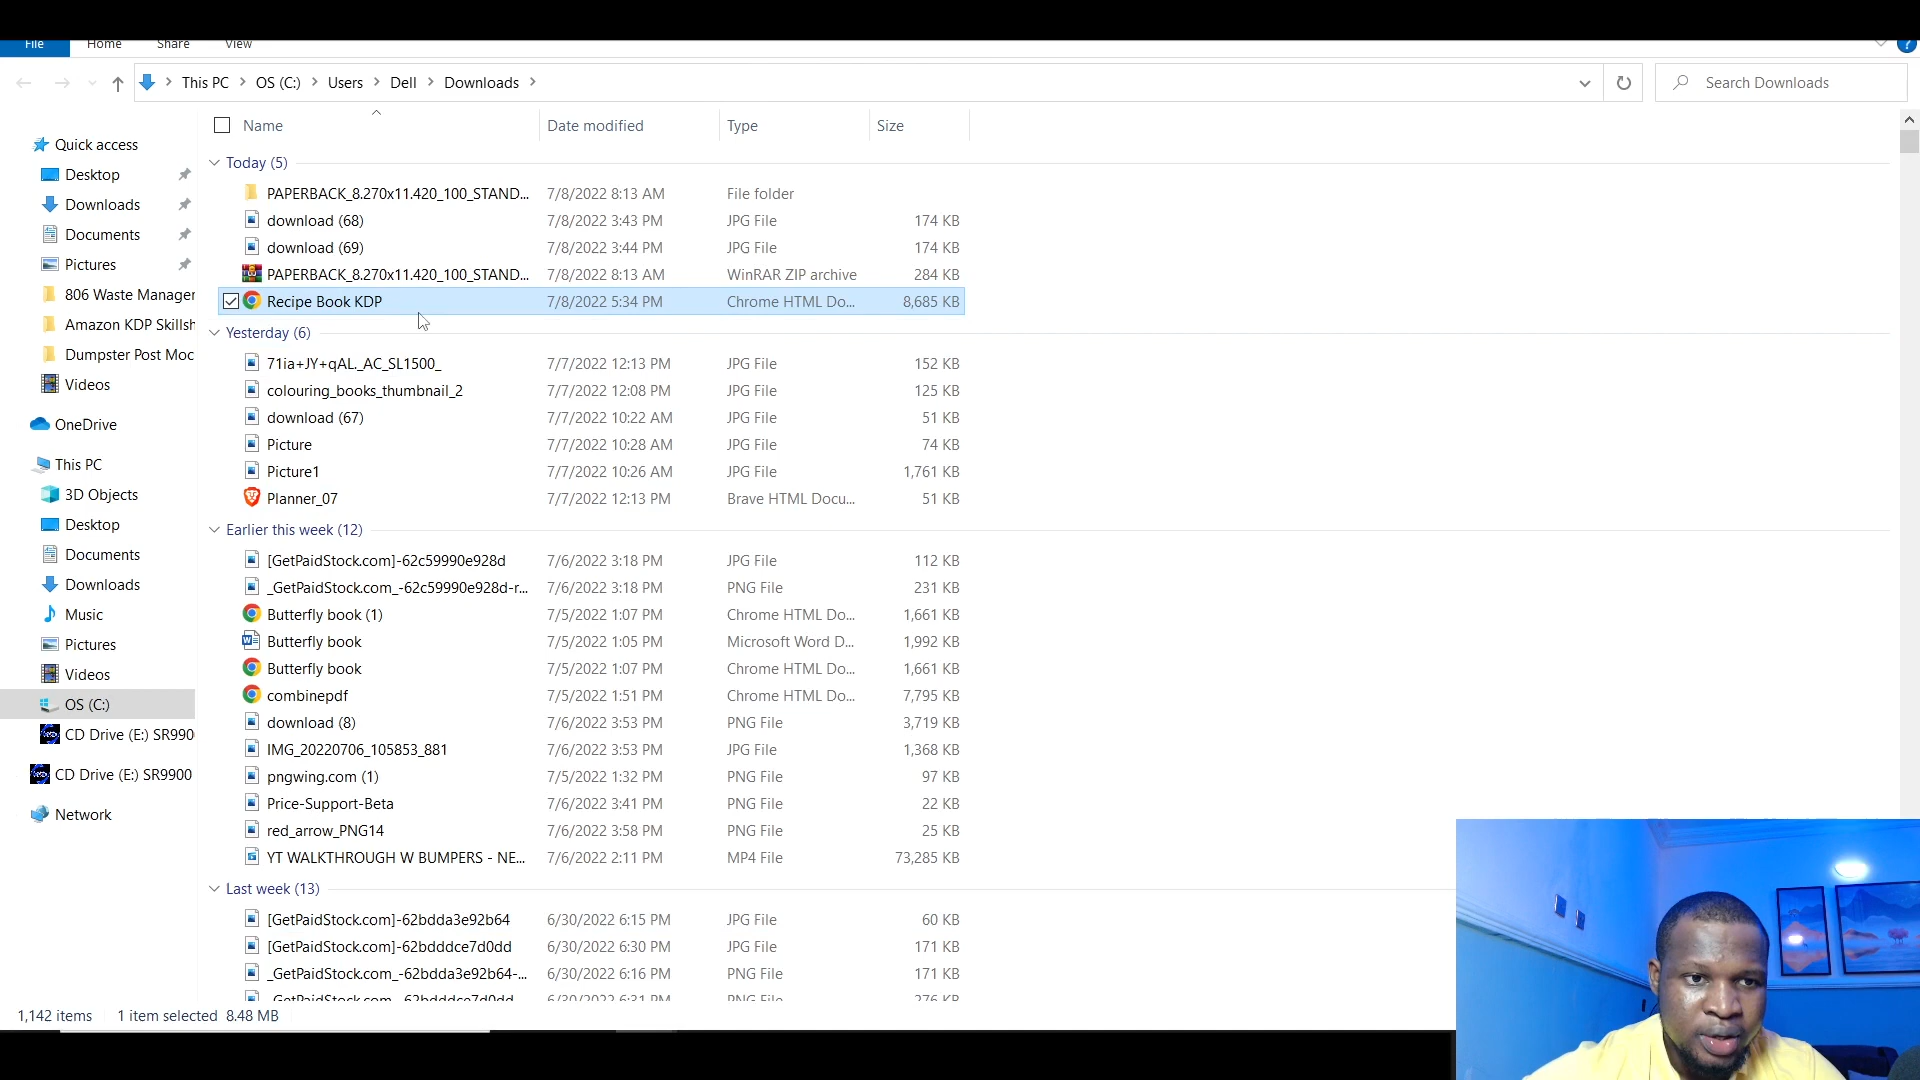 File Home Share View
This PC > OS (C:) > Users > Dell > Downloads > Search Downloads
Name Date modified Type Size
Quick access
Desktop
Downloads
Documents
Pictures
806 Waste Manager
Amazon KDP Skillsh
Dumpster Post Moc
Videos
OneDrive
This PC
3D Objects
Desktop
Documents
Downloads
Music
Pictures
Videos
OS (C:)
CD Drive (E:) SR990
CD Drive (E:) SR9900
Network
Today (5)
PAPERBACK_8.270x11.420_100_STAND... 7/8/2022 8:13 AM File folder
download (68) 7/8/2022 3:43 PM JPG File 174 KB
download (69) 7/8/2022 3:44 PM JPG File 174 KB
PAPERBACK_8.270x11.420_100_STAND... 7/8/2022 8:13 AM WinRAR ZIP archive 284 KB
Recipe Book KDP 7/8/2022 5:34 PM Chrome HTML Do... 8,685 KB
Yesterday (6)
71ia+JY+qAL._AC_SL1500_ 7/7/2022 12:13 PM JPG File 152 KB
colouring_books_thumbnail_2 7/7/2022 12:08 PM JPG File 125 KB
download (67) 7/7/2022 10:22 AM JPG File 51 KB
Picture 7/7/2022 10:28 AM JPG File 74 KB
Picture1 7/7/2022 10:26 AM JPG File 1,761 KB
Planner_07 7/7/2022 12:13 PM Brave HTML Docu... 51 KB
Earlier this week (12)
[GetPaidStock.com]-62c59990e928d 7/6/2022 3:18 PM JPG File 112 KB
_GetPaidStock.com_-62c59990e928d-r... 7/6/2022 3:18 PM PNG File 231 KB
Butterfly book (1) 7/5/2022 1:07 PM Chrome HTML Do... 1,661 KB
Butterfly book 7/5/2022 1:05 PM Microsoft Word D... 1,992 KB
Butterfly book 7/5/2022 1:07 PM Chrome HTML Do... 1,661 KB
combinepdf 7/5/2022 1:51 PM Chrome HTML Do... 7,795 KB
download (8) 7/6/2022 3:53 PM PNG File 3,719 KB
IMG_20220706_105853_881 7/6/2022 3:53 PM JPG File 1,368 KB
pngwing.com (1) 7/5/2022 1:32 PM PNG File 97 KB
Price-Support-Beta 7/6/2022 3:41 PM PNG File 22 KB
red_arrow_PNG14 7/6/2022 3:58 PM PNG File 25 KB
YT WALKTHROUGH W BUMPERS - NE... 7/6/2022 2:11 PM MP4 File 73,285 KB
Last week (13)
[GetPaidStock.com]-62bdda3e92b64 6/30/2022 6:15 PM JPG File 60 KB
[GetPaidStock.com]-62bdddce7d0dd 6/30/2022 6:30 PM JPG File 171 KB
_GetPaidStock.com_-62bdda3e92b64-... 6/30/2022 6:16 PM PNG File 171 KB
_GetPaidStock.com_-62bdddce7d0dd... 6/30/2022 6:31 PM PNG File 276 KB
1,142 items 1 item selected 8.48 MB